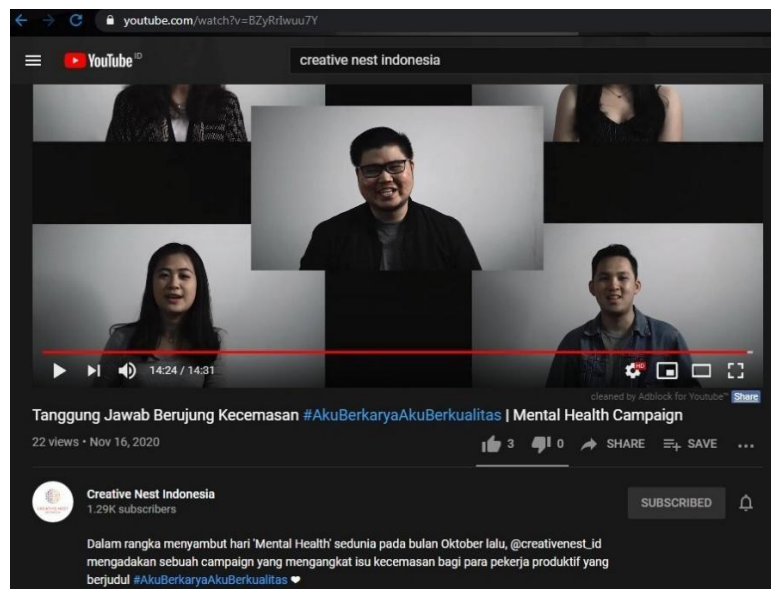 youtube.com/watch?v=BZyRrIwuu7Y
YouTube ID
creative nest indonesia
14:24 / 14:31
HD
cleaned by Adblock for Youtube™ Share
Tanggung Jawab Berujung Kecemasan #AkuBerkaryaAkuBerkualitas | Mental Health Campaign
22 views • Nov 16, 2020
3 0 SHARE SAVE
Creative Nest Indonesia
1.29K subscribers
SUBSCRIBED
Dalam rangka menyambut hari 'Mental Health' sedunia pada bulan Oktober lalu, @creativenest_id
mengadakan sebuah campaign yang mengangkat isu kecemasan bagi para pekerja produktif yang
berjudul #AkuBerkaryaAkuBerkualitas ❤